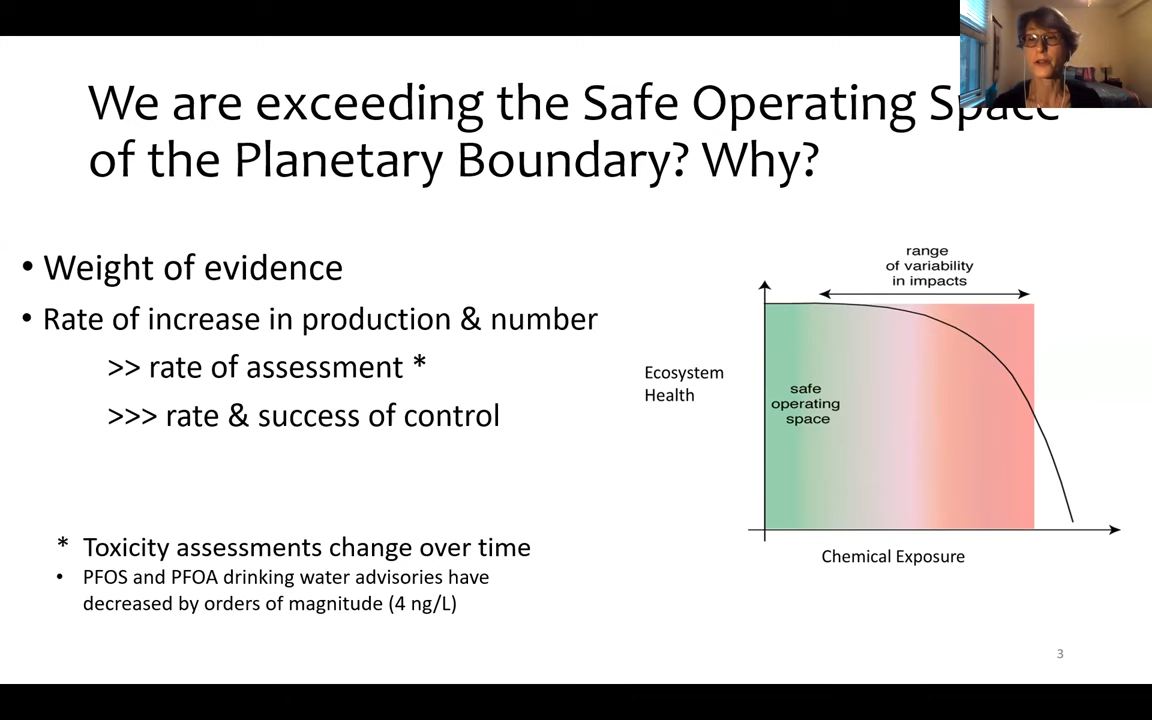 We are exceeding the Safe Operating Space
of the Planetary Boundary? Why?
• Weight of evidence
• Rate of increase in production & number
>> rate of assessment *
>>> rate & success of control
* Toxicity assessments change over time
• PFOS and PFOA drinking water advisories have
decreased by orders of magnitude (4 ng/L)
range
of variability
in impacts
Ecosystem
Health
safe
operating
space
Chemical Exposure
3